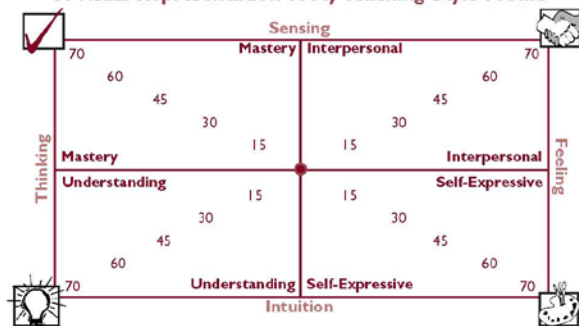 Sensing
Mastery Interpersonal
70 70
60 60
45 45
30 30
15 15
Mastery Interpersonal
Thinking
Feeling
Understanding Self-Expressive
15 15
30 30
45 45
60 60
70 70
Understanding Self-Expressive
Intuition